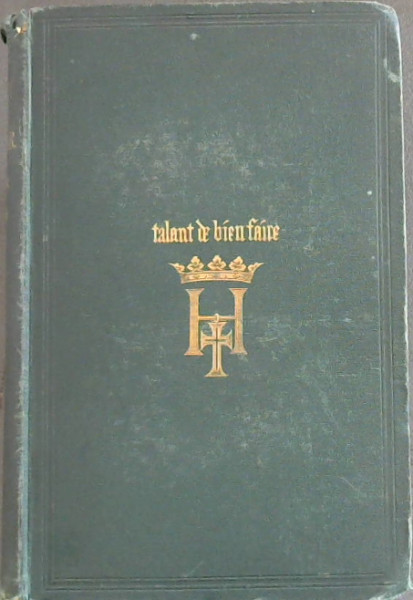 talant de bien faire
H